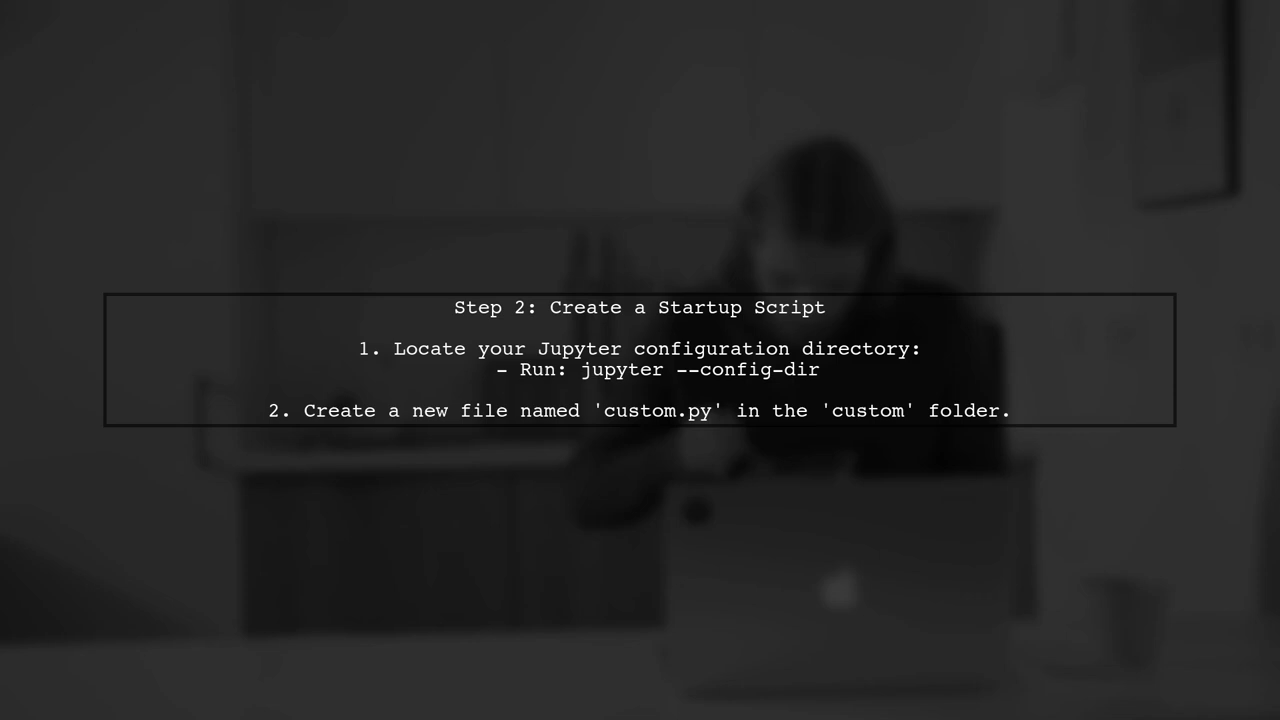 Step 2: Create a Startup Script
1. Locate your Jupyter configuration directory:
- Run: jupyter --config-dir
2. Create a new file named 'custom.py' in the 'custom' folder.